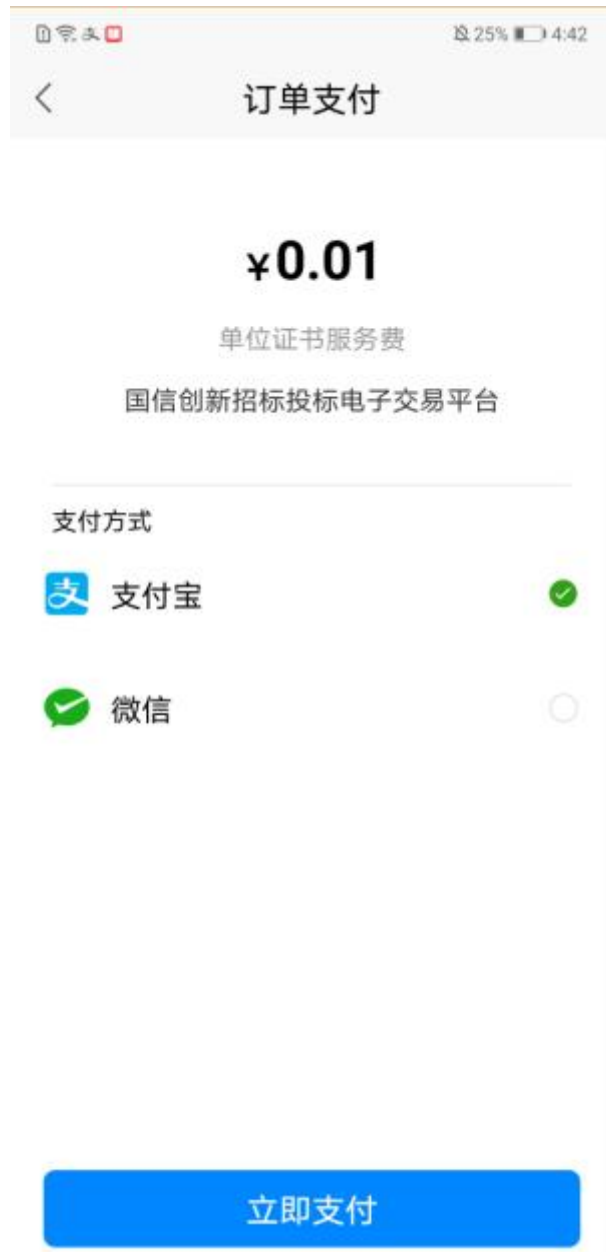 25% 4:42
订单支付
¥0.01
单位证书服务费
国信创新招标投标电子交易平台
支付方式
支 支付宝
微信
立即支付